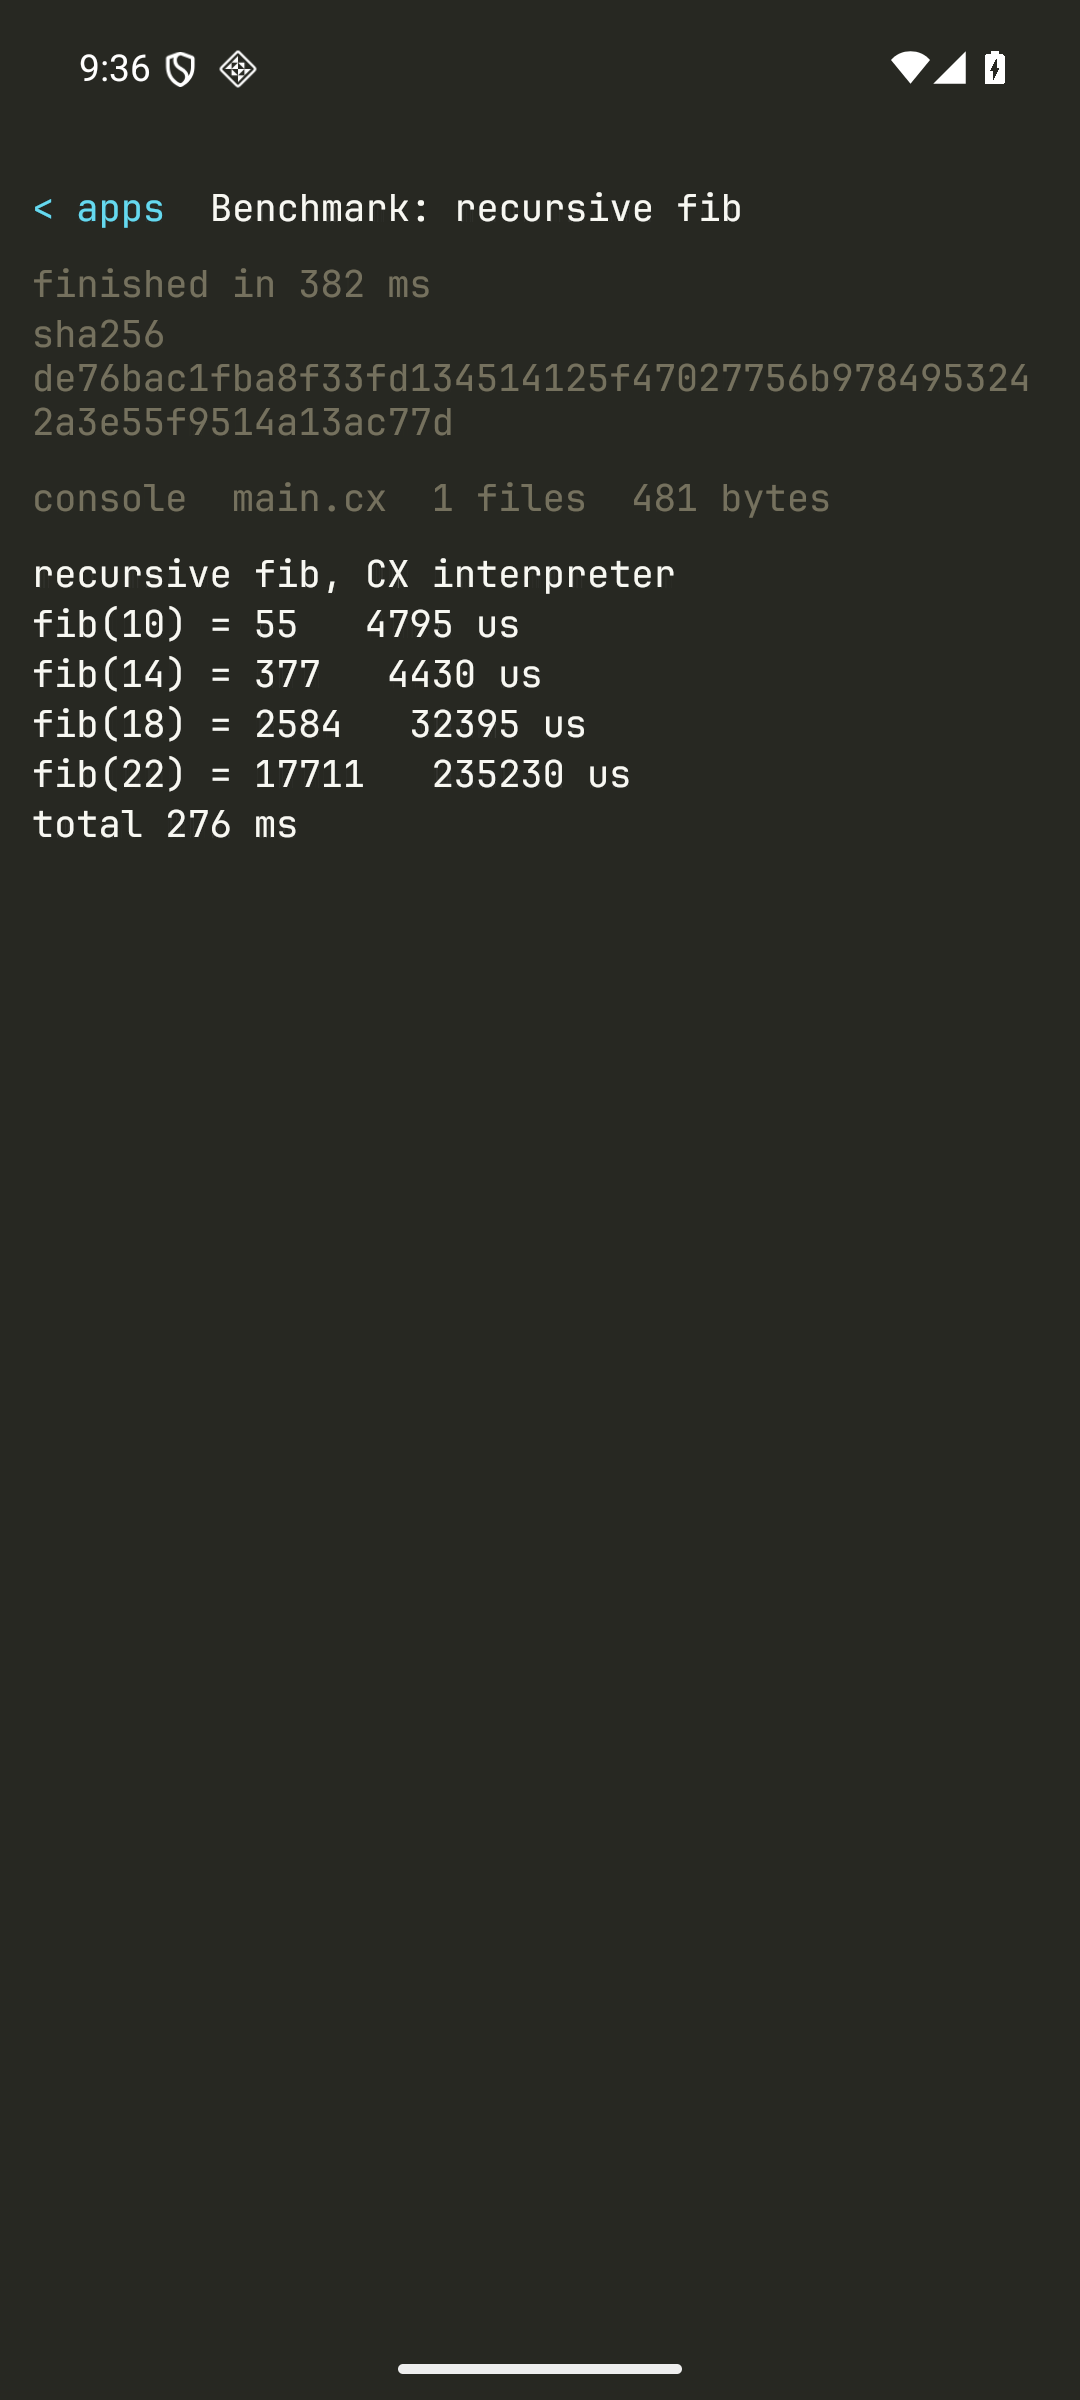 9:36
< apps  Benchmark: recursive fib
finished in 382 ms
sha256
de76bac1fba8f33fd134514125f47027756b978495324
2a3e55f9514a13ac77d
console  main.cx  1 files  481 bytes
recursive fib, CX interpreter
fib(10) = 55   4795 us
fib(14) = 377   4430 us
fib(18) = 2584   32395 us
fib(22) = 17711   235230 us
total 276 ms